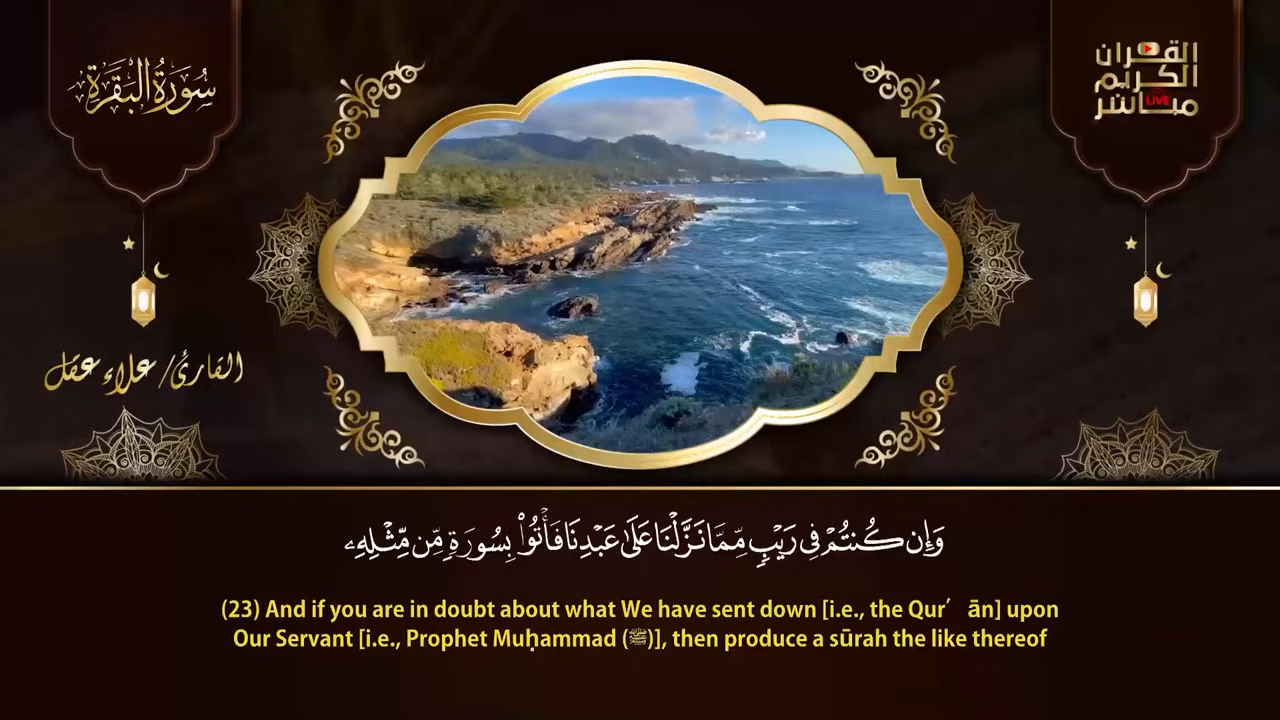 سُورَةُ البَقَرَة
القرآن
الكريم
مباشر
LIVE
القارئ/ علاء عقل
وَإِن كُنتُمْ فِى رَيْبٍ مِّمَّا نَزَّلْنَا عَلَىٰ عَبْدِنَا فَأْتُوا۟ بِسُورَةٍ مِّن مِّثْلِهِۦ
(23) And if you are in doubt about what We have sent down [i.e., the Qurʹ ān] upon
Our Servant [i.e., Prophet Muḥammad (ﷺ)], then produce a sūrah the like thereof